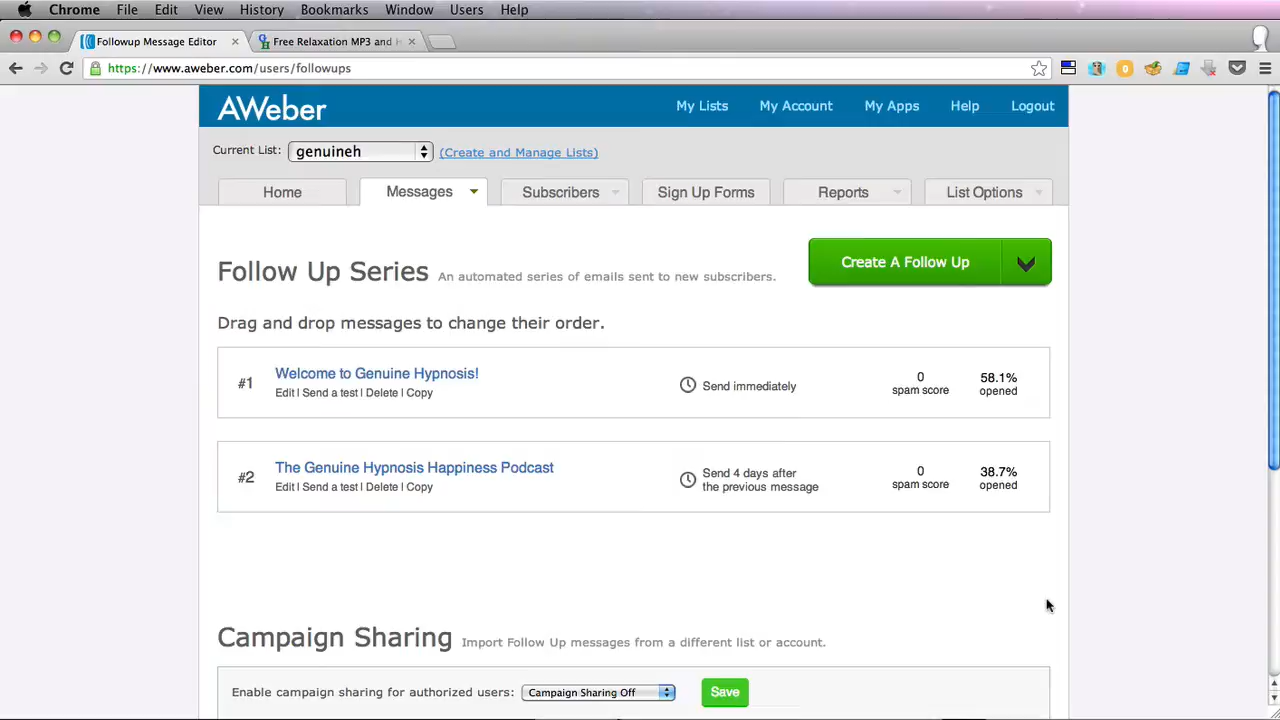 Chrome File Edit View History Bookmarks Window Users Help
Followup Message Editor × Free Relaxation MP3 and H ×
https://www.aweber.com/users/followups
AWeber My Lists My Account My Apps Help Logout
Current List: genuineh (Create and Manage Lists)
Home Messages Subscribers Sign Up Forms Reports List Options
Follow Up Series An automated series of emails sent to new subscribers. Create A Follow Up
Drag and drop messages to change their order.
#1 Welcome to Genuine Hypnosis! Send immediately 0 58.1%
Edit | Send a test | Delete | Copy spam score opened
#2 The Genuine Hypnosis Happiness Podcast Send 4 days after 0 38.7%
Edit | Send a test | Delete | Copy the previous message spam score opened
Campaign Sharing Import Follow Up messages from a different list or account.
Enable campaign sharing for authorized users: Campaign Sharing Off Save